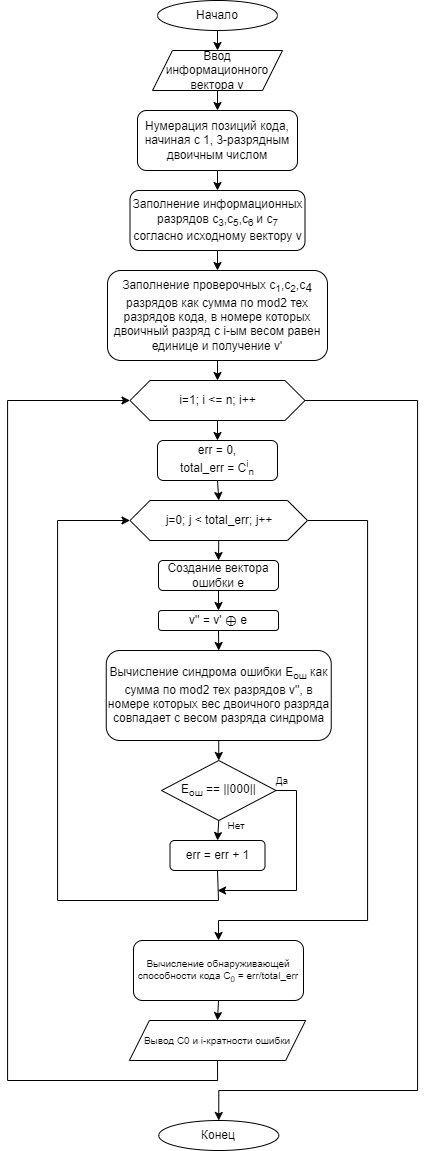 Начало
Ввод
информационного
вектора v
Нумерация позиций кода,
начиная с 1, 3-разрядным
двоичным числом
Заполнение информационных
разрядов c₃,c₅,c₆ и c₇
согласно исходному вектору v
Заполнение проверочных c₁,c₂,c₄
разрядов как сумма по mod2 тех
разрядов кода, в номере которых
двоичный разряд с i-ым весом равен
единице и получение v'
i=1; i <= n; i++
err = 0,
total_err = Cⁱₙ
j=0; j < total_err; j++
Создание вектора
ошибки e
v'' = v' ⊕ e
Вычисление синдрома ошибки Eₒш как
сумма по mod2 тех разрядов v'', в
номере которых вес двоичного разряда
совпадает с весом разряда синдрома
Eₒш == ||000||
Да
Нет
err = err + 1
Вычисление обнаруживающей
способности кода C₀ = err/total_err
Вывод C0 и i-кратности ошибки
Конец